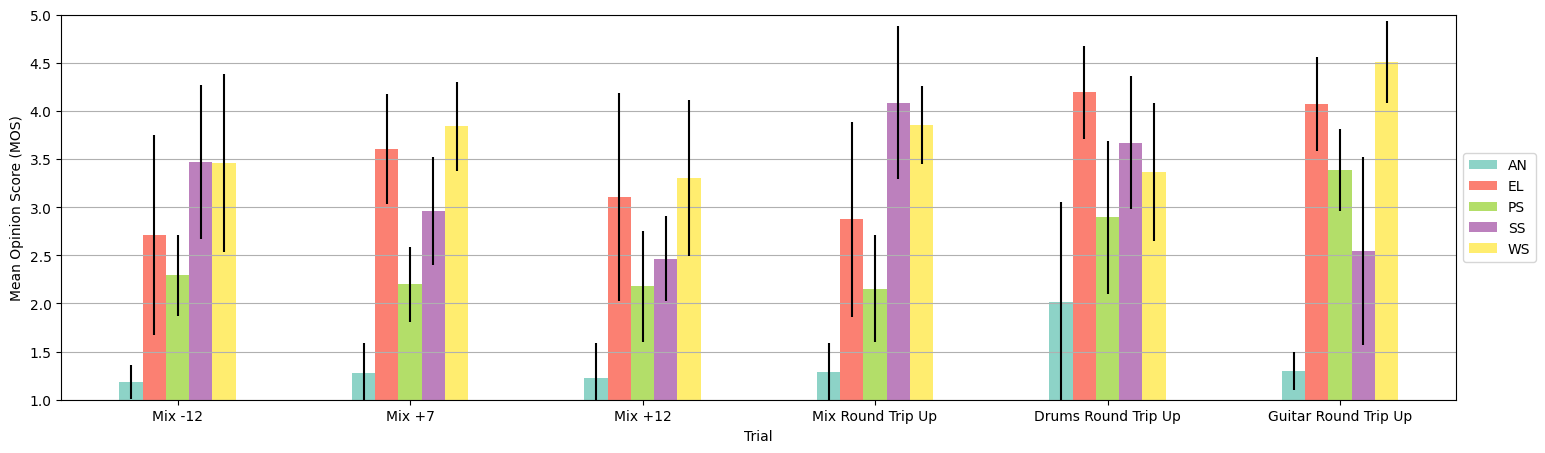 Mean Opinion Score (MOS)
5.0
4.5
4.0
3.5
3.0
2.5
2.0
1.5
1.0
Mix -12
Mix +7
Mix +12
Mix Round Trip Up
Drums Round Trip Up
Guitar Round Trip Up
Trial
AN
EL
PS
SS
WS